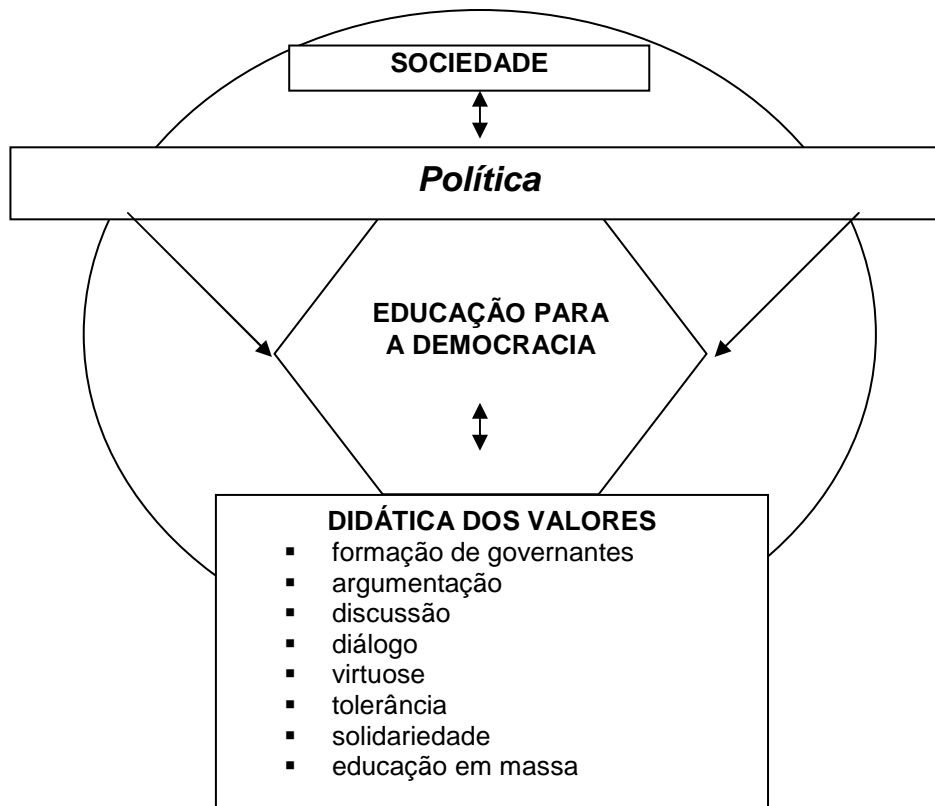 SOCIEDADE
Política
EDUCAÇÃO PARA
A DEMOCRACIA
DIDÁTICA DOS VALORES
▪ formação de governantes
▪ argumentação
▪ discussão
▪ diálogo
▪ virtuose
▪ tolerância
▪ solidariedade
▪ educação em massa